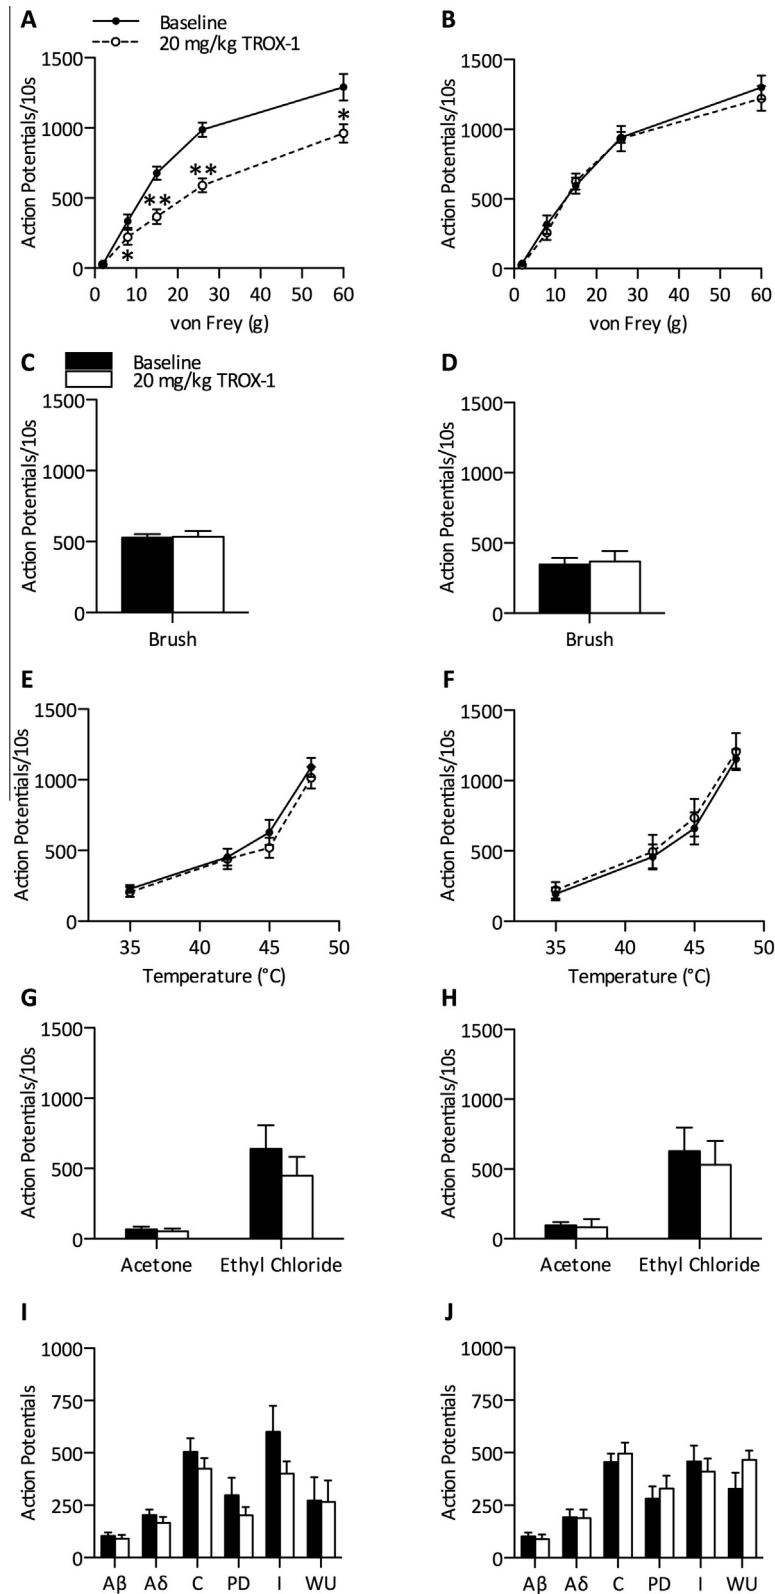 A
Baseline
20 mg/kg TROX-1
Action Potentials/10s
1500
1000
500
0
*
**
**
*
0 10 20 30 40 50 60
von Frey (g)
B
Action Potentials/10s
1500
1000
500
0
0 10 20 30 40 50 60
von Frey (g)
C
Baseline
20 mg/kg TROX-1
Action Potentials/10s
1500
1000
500
0
Brush
D
Action Potentials/10s
1500
1000
500
0
Brush
E
Action Potentials/10s
1500
1000
500
0
35 40 45 50
Temperature (°C)
F
Action Potentials/10s
1500
1000
500
0
35 40 45 50
Temperature (°C)
G
Action Potentials/10s
1500
1000
500
0
Acetone Ethyl Chloride
H
Action Potentials/10s
1500
1000
500
0
Acetone Ethyl Chloride
I
Action Potentials
1000
750
500
250
0
Aβ Aδ C PD I WU
J
Action Potentials
1000
750
500
250
0
Aβ Aδ C PD I WU